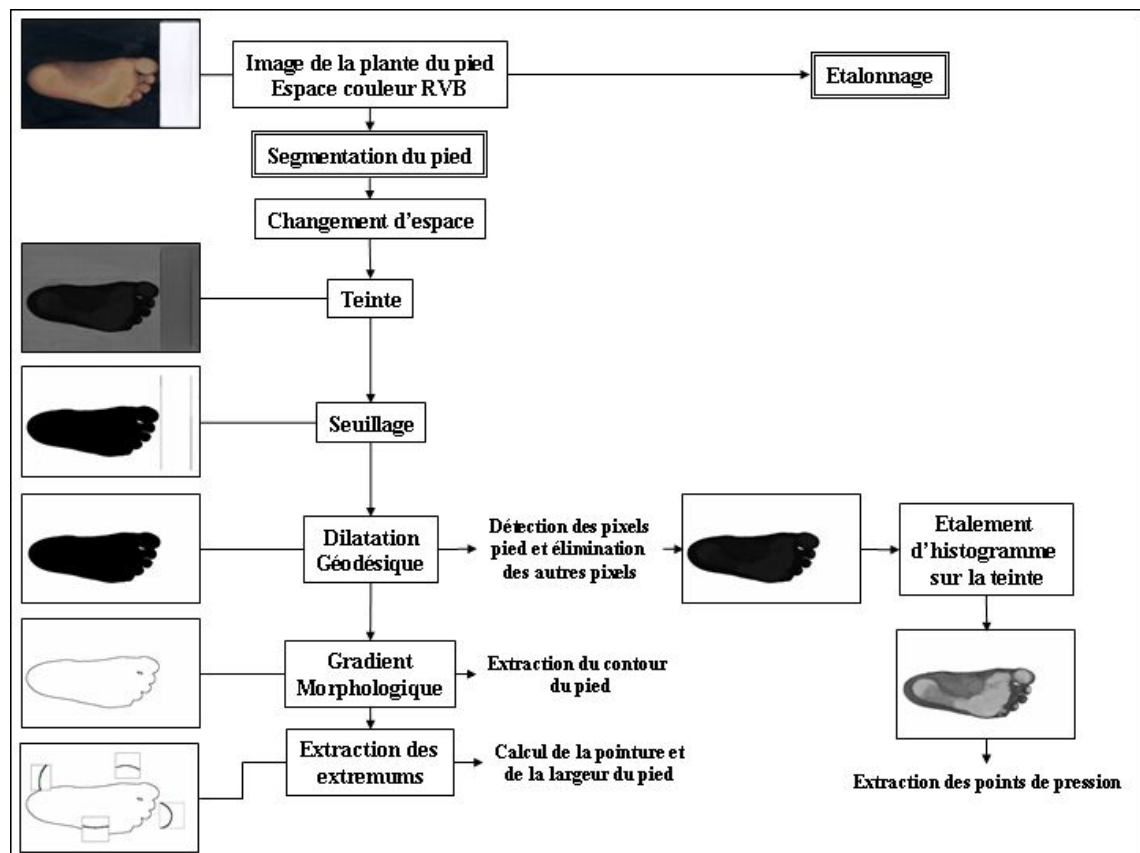 Image de la plante du pied
Espace couleur RVB
Etalonnage
Segmentation du pied
Changement d'espace
Teinte
Seuillage
Dilatation
Géodésique
Détection des pixels
pied et élimination
des autres pixels
Etalement
d'histogramme
sur la teinte
Gradient
Morphologique
Extraction du contour
du pied
Extraction des
extremums
Calcul de la pointure et
de la largeur du pied
Extraction des points de pression